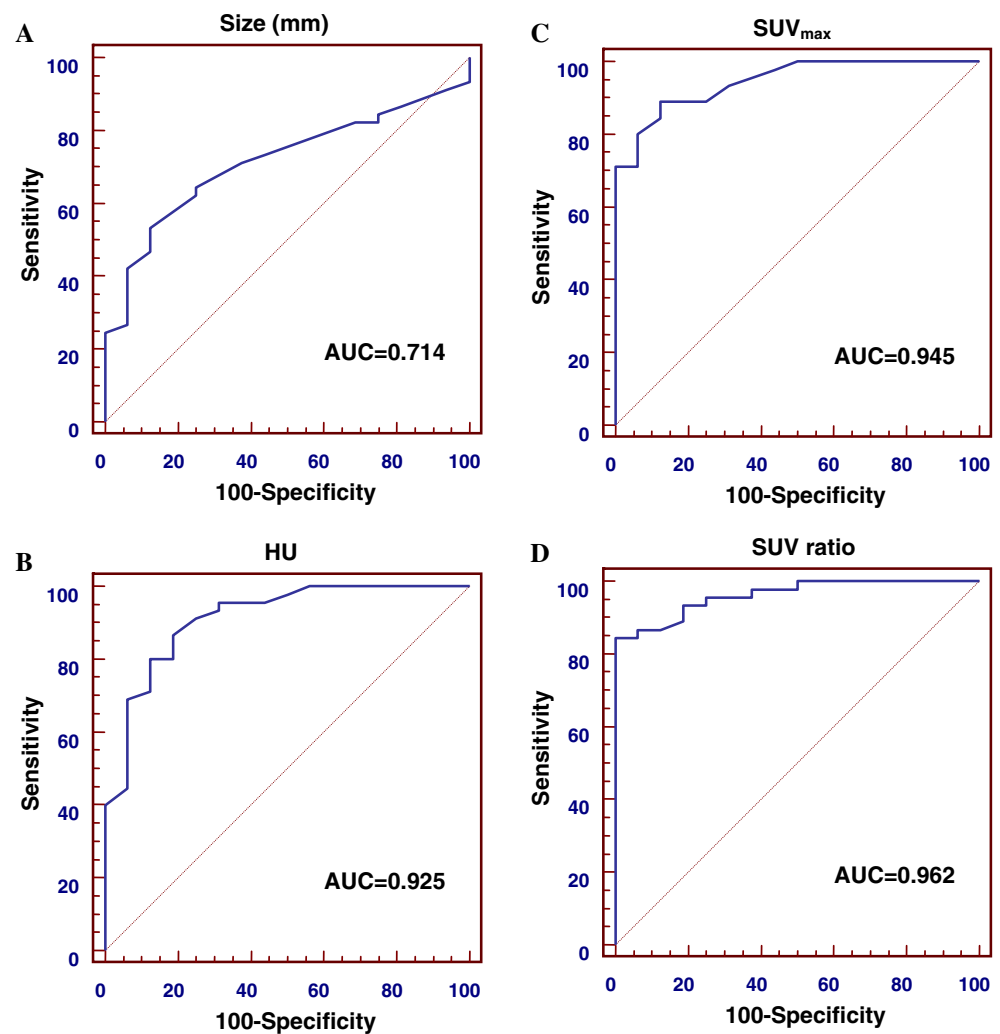 A
Size (mm)
100
80
60
40
20
0
Sensitivity
AUC=0.714
0 20 40 60 80 100
100-Specificity
C
SUVmax
100
80
60
40
20
0
Sensitivity
AUC=0.945
0 20 40 60 80 100
100-Specificity
B
HU
100
80
60
40
20
0
Sensitivity
AUC=0.925
0 20 40 60 80 100
100-Specificity
D
SUV ratio
100
80
60
40
20
0
Sensitivity
AUC=0.962
0 20 40 60 80 100
100-Specificity